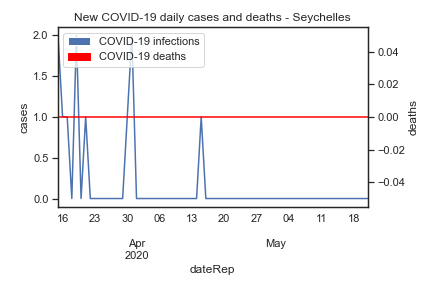 New COVID-19 daily cases and deaths - Seychelles
COVID-19 infections
COVID-19 deaths
2.0
1.5
1.0
0.5
0.0
cases
0.04
0.02
0.00
−0.02
−0.04
deaths
16 23 30 06 13 20 27 04 11 18
Apr May
2020
dateRep